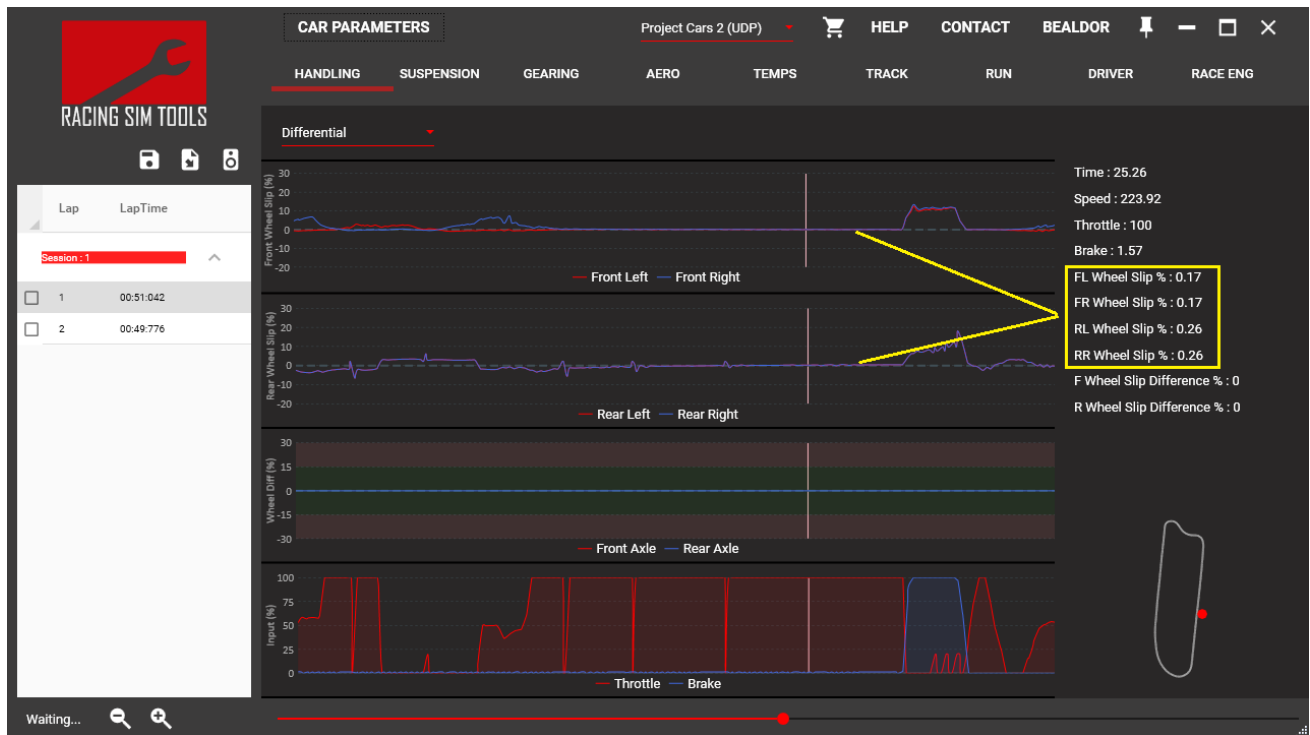 CAR PARAMETERS
Project Cars 2 (UDP)
HELP
CONTACT
BEALDOR
HANDLING
SUSPENSION
GEARING
AERO
TEMPS
TRACK
RUN
DRIVER
RACE ENG
RACING SIM TOOLS
Lap LapTime
Session : 1
1 00:51:042
2 00:49:776
Differential
Front Wheel Slip (%)
30
20
10
0
-10
-20
Front Left Front Right
Rear Wheel Slip (%)
30
20
10
0
-10
-20
Rear Left Rear Right
Wheel Diff (%)
30
15
0
-15
-30
Front Axle Rear Axle
Input (%)
100
75
50
25
0
Throttle Brake
Time : 25.26
Speed : 223.92
Throttle : 100
Brake : 1.57
FL Wheel Slip % : 0.17
FR Wheel Slip % : 0.17
RL Wheel Slip % : 0.26
RR Wheel Slip % : 0.26
F Wheel Slip Difference % : 0
R Wheel Slip Difference % : 0
Waiting...